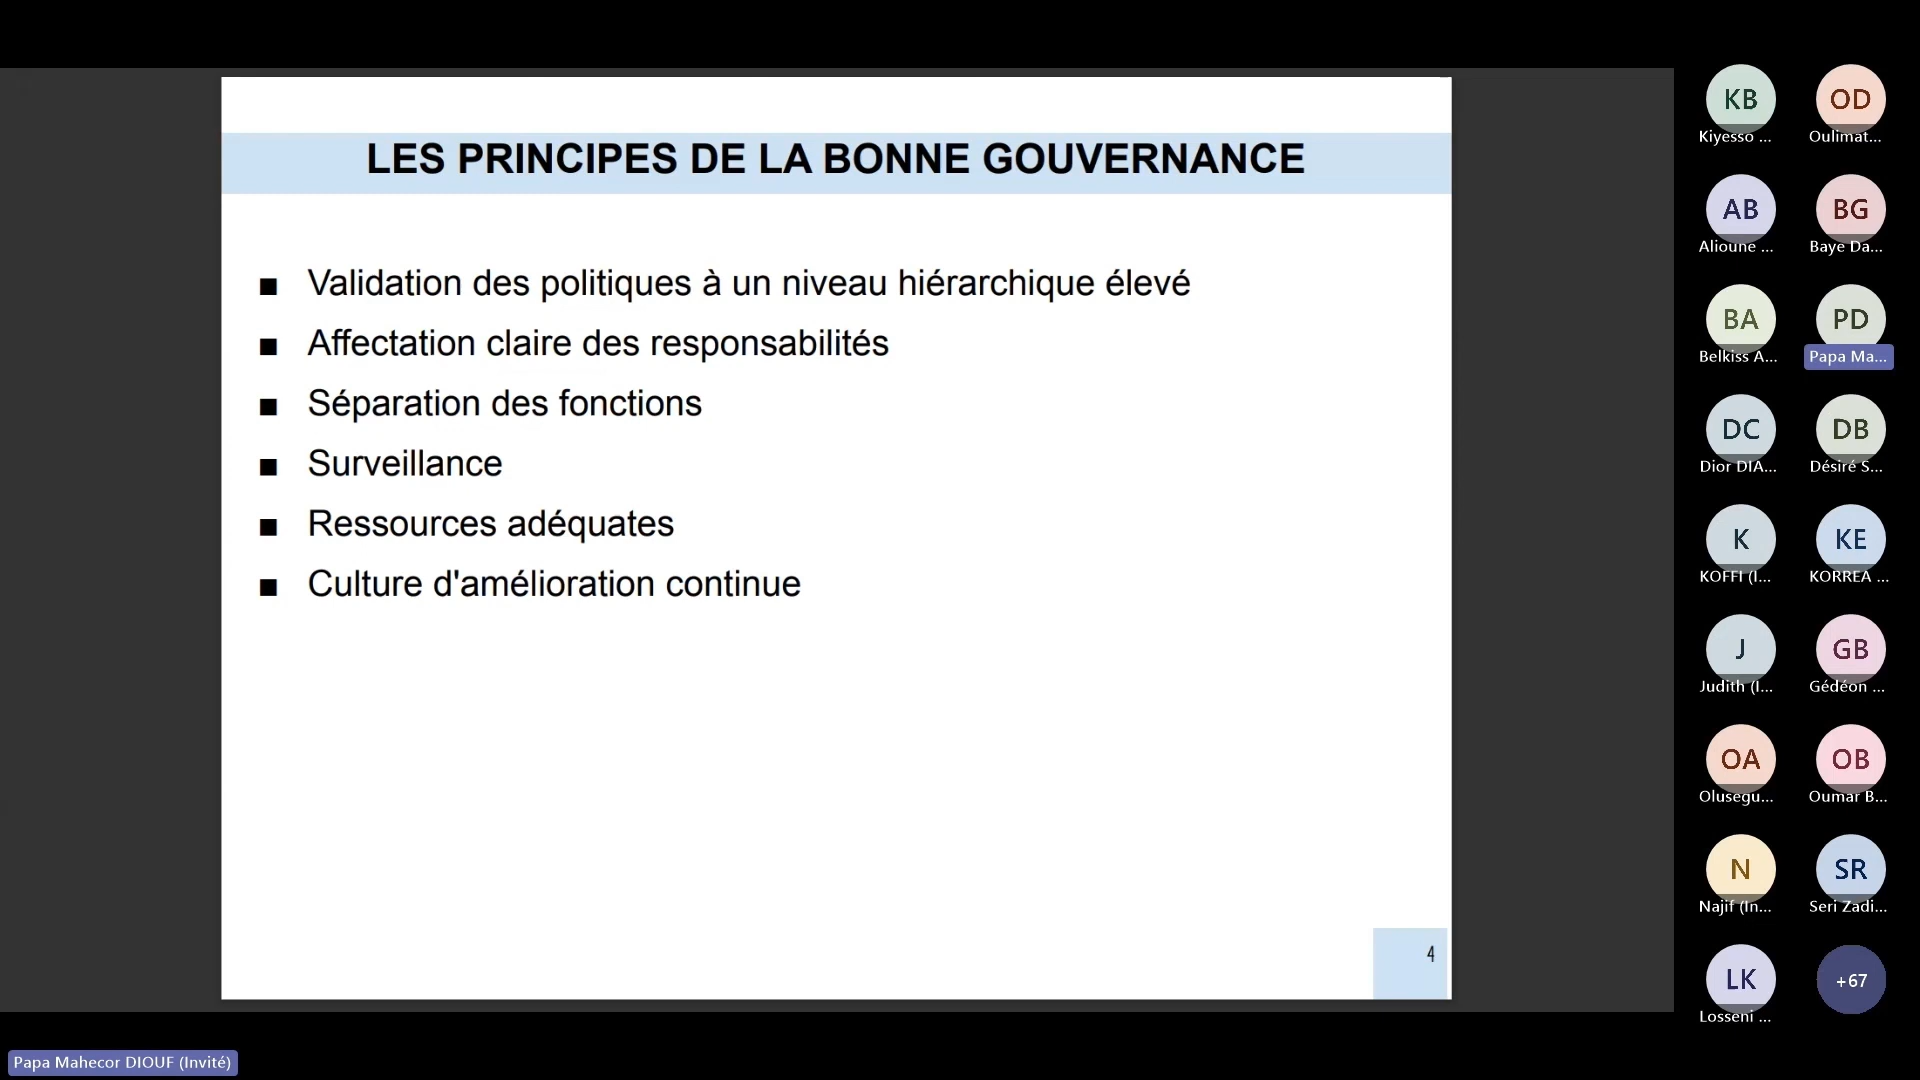 LES PRINCIPES DE LA BONNE GOUVERNANCE
■ Validation des politiques à un niveau hiérarchique élevé
■ Affectation claire des responsabilités
■ Séparation des fonctions
■ Surveillance
■ Ressources adéquates
■ Culture d'amélioration continue
4
KB
Kiyesso ...
OD
Oulimat...
AB
Alioune ...
BG
Baye Da...
BA
Belkiss A...
PD
Papa Ma...
DC
Dior DIA...
DB
Désiré S...
K
KOFFI (I...
KE
KORREA ...
J
Judith (I...
GB
Gédéon ...
OA
Olusegu...
OB
Oumar B...
N
Najif (In...
SR
Seri Zadi...
LK
Losseni ...
+67
Papa Mahecor DIOUF (Invité)